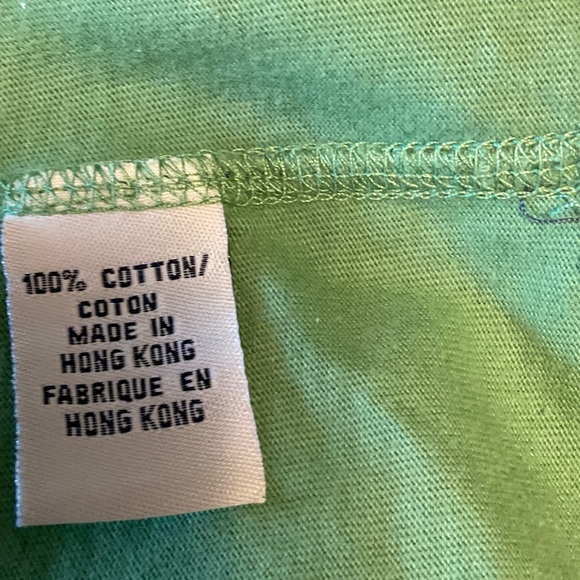 100% COTTON/
COTON
MADE IN
HONG KONG
FABRIQUE EN
HONG KONG